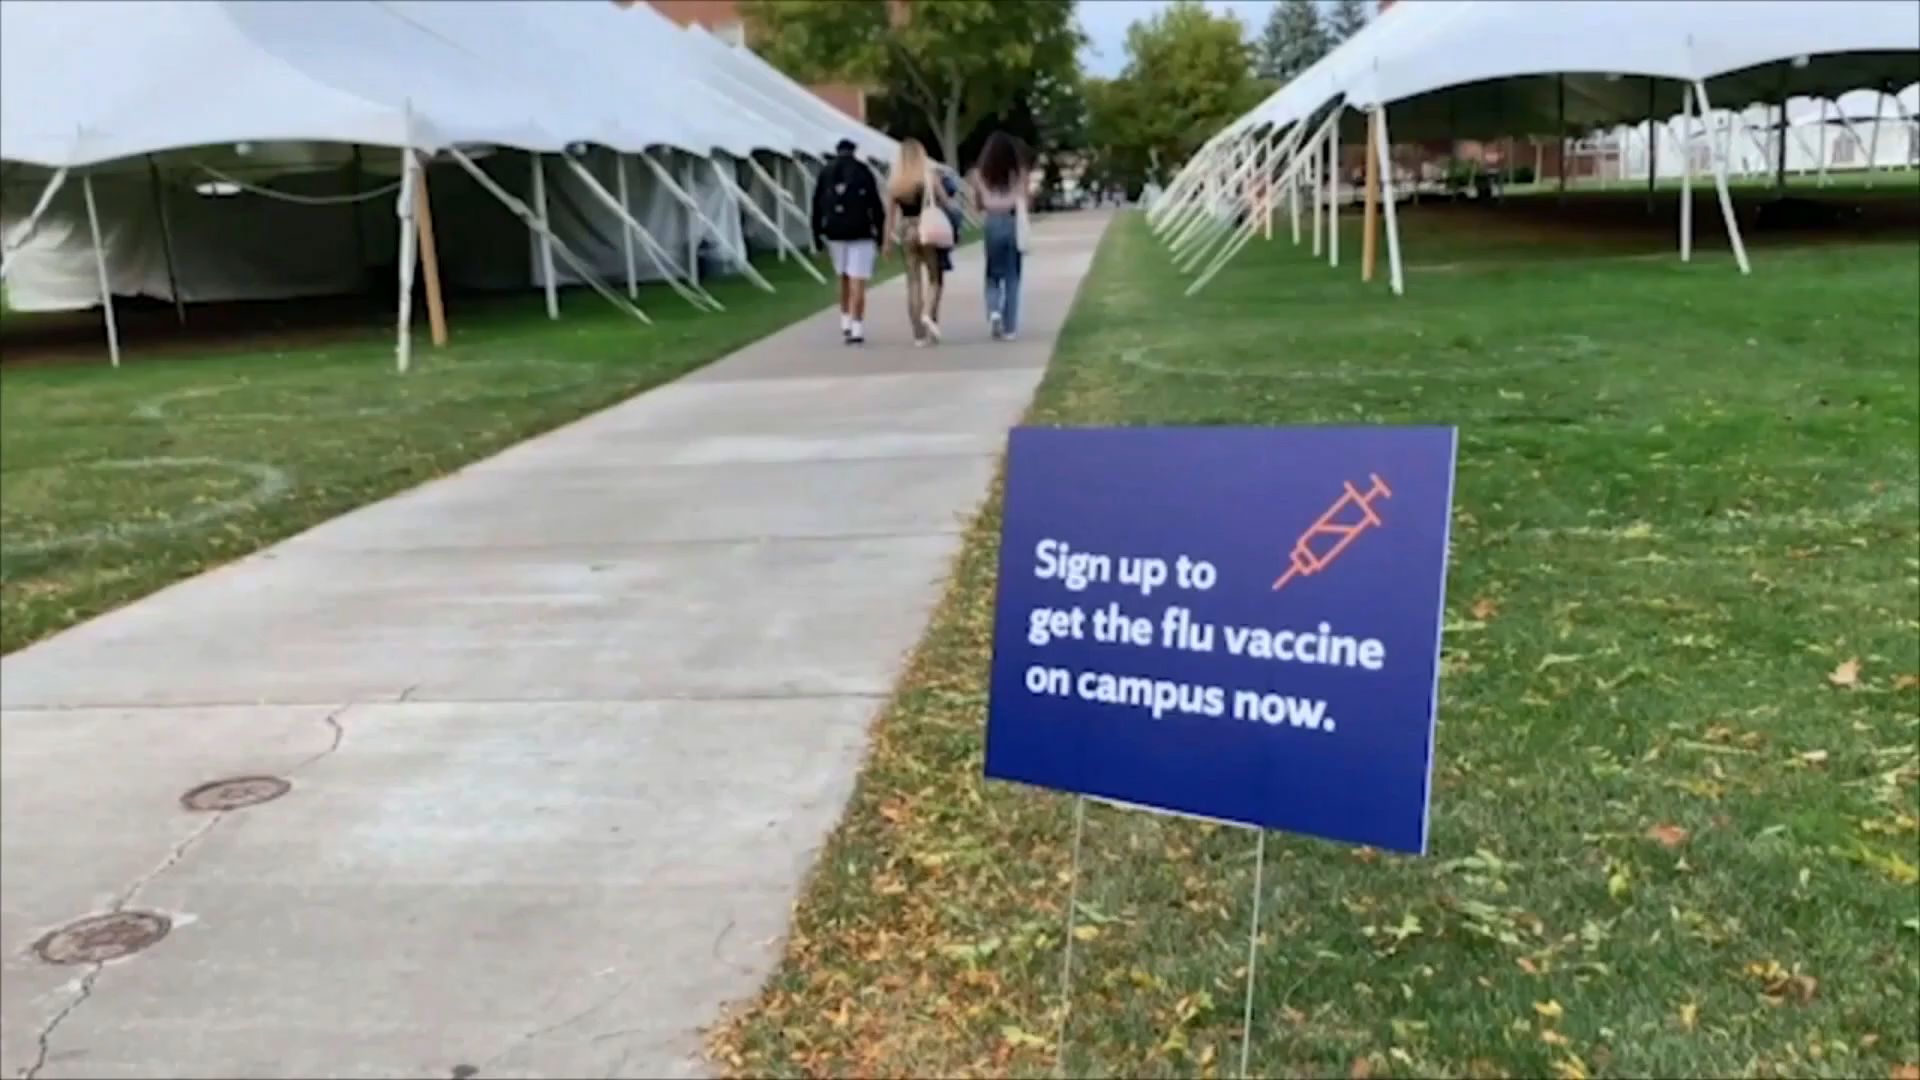 Sign up to
get the flu vaccine
on campus now.